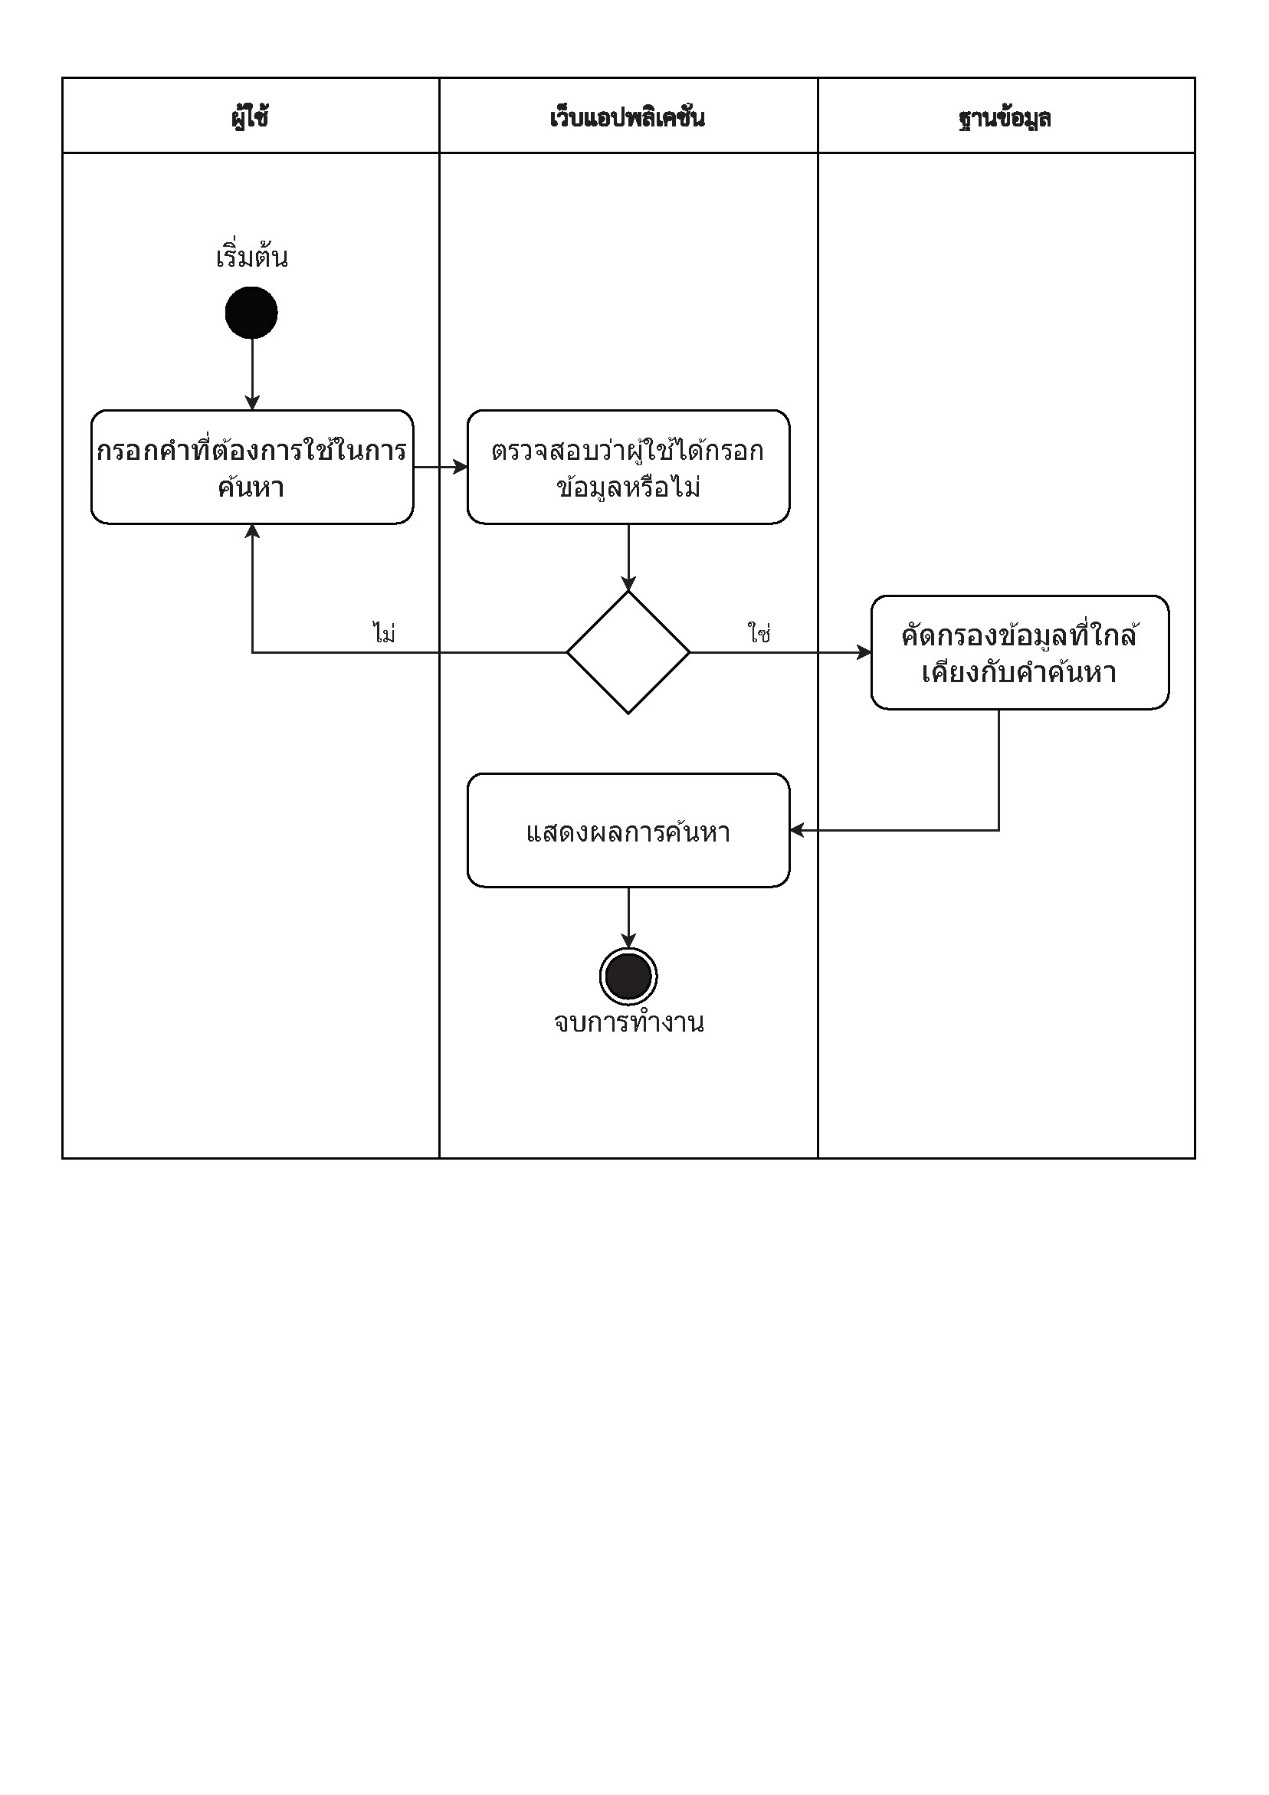 ผู้ใช้
เว็บแอปพลิเคชัน
ฐานข้อมูล
เริ่มต้น
กรอกคำที่ต้องการใช้ในการ
ค้นหา
ตรวจสอบว่าผู้ใช้ได้กรอก
ข้อมูลหรือไม่
ไม่
ใช่
คัดกรองข้อมูลที่ใกล้
เคียงกับคำค้นหา
แสดงผลการค้นหา
จบการทำงาน